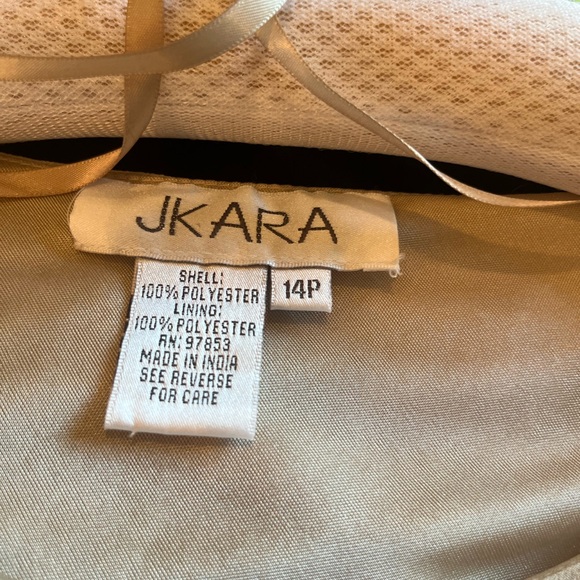 JKARA
14P
SHELL:
100% POLYESTER
LINING:
100% POLYESTER
RN: 97853
MADE IN INDIA
SEE REVERSE
FOR CARE